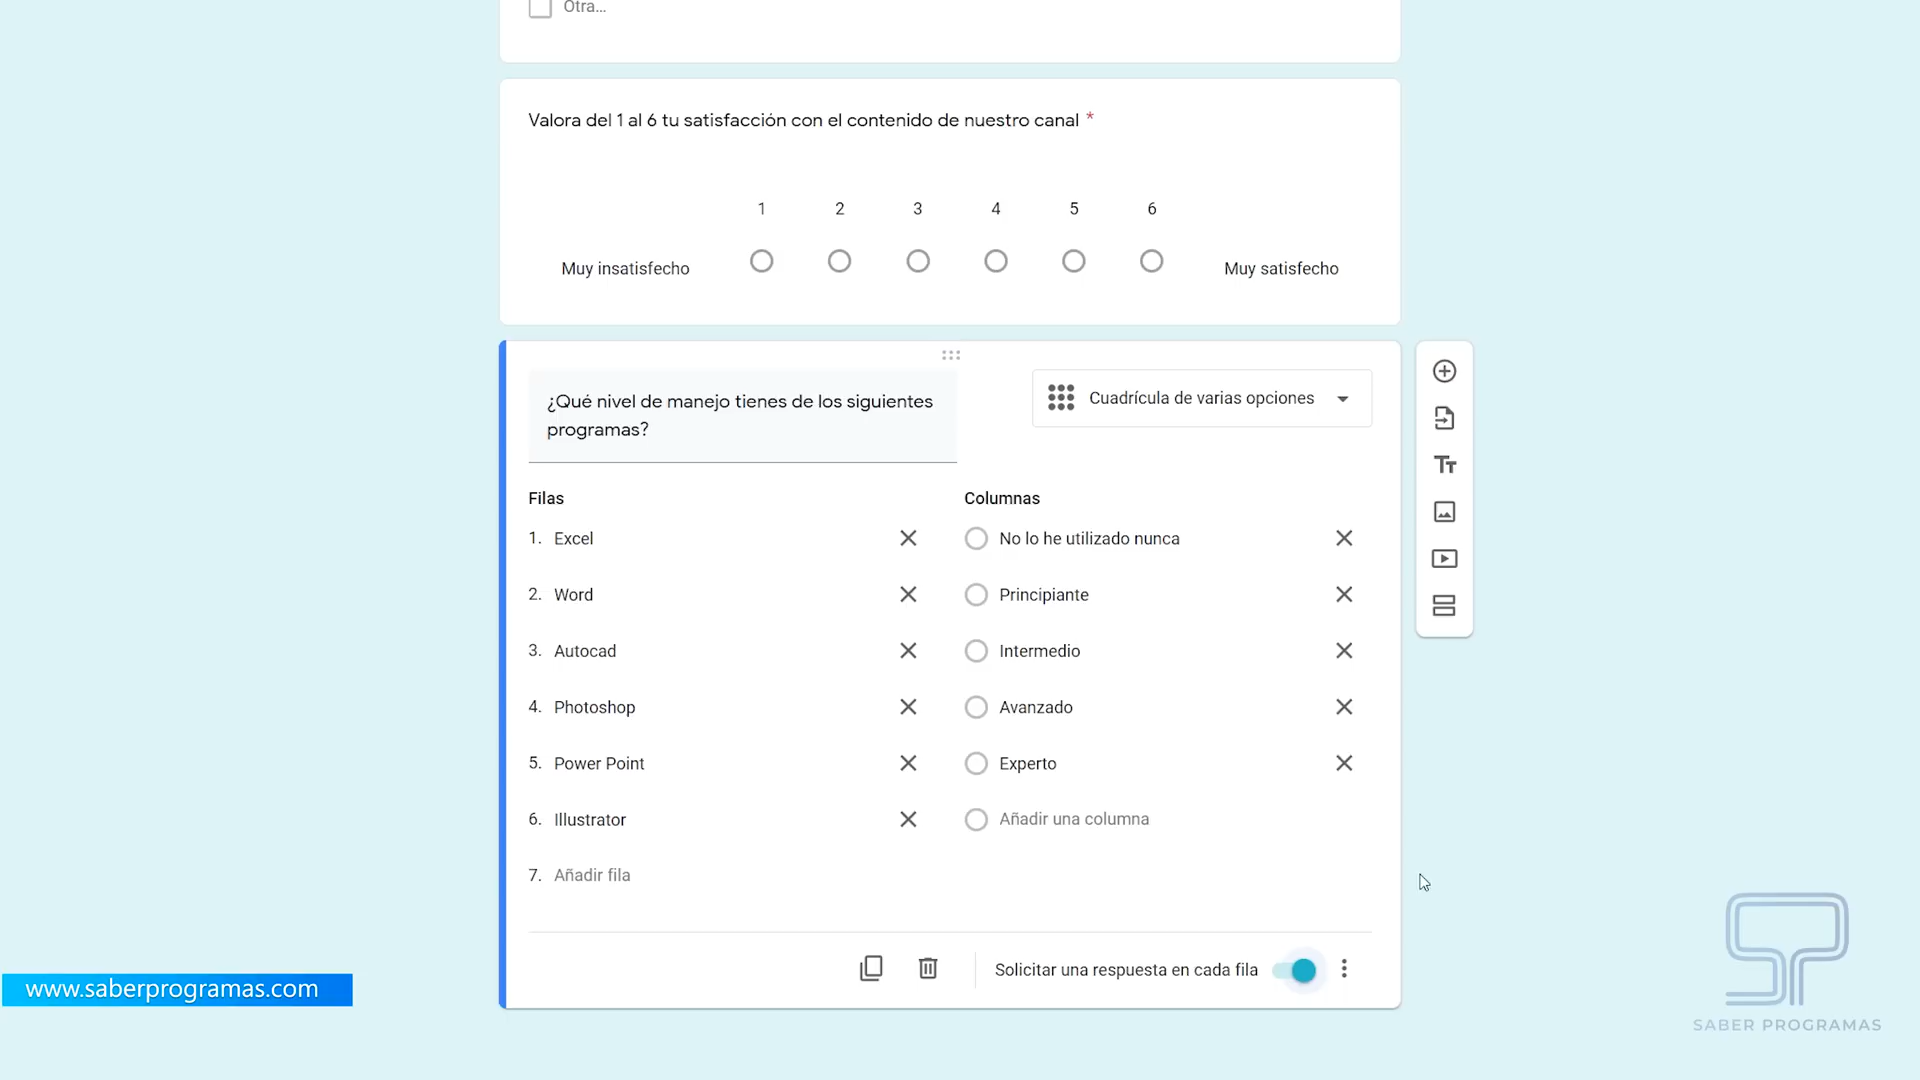 Otra...
Valora del 1 al 6 tu satisfacción con el contenido de nuestro canal *
1 2 3 4 5 6
Muy insatisfecho Muy satisfecho
¿Qué nivel de manejo tienes de los siguientes
programas?
Cuadrícula de varias opciones
Filas Columnas
1. Excel No lo he utilizado nunca
2. Word Principiante
3. Autocad Intermedio
4. Photoshop Avanzado
5. Power Point Experto
6. Illustrator Añadir una columna
7. Añadir fila
Solicitar una respuesta en cada fila
www.saberprogramas.com
SABER PROGRAMAS